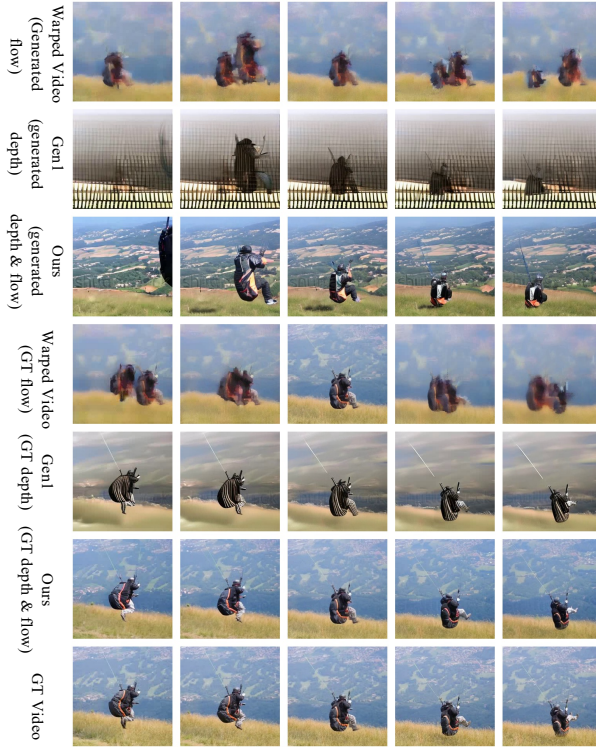 Warped Video
(Generated
flow)
Gen1
(generated
depth)
Ours
(generated
depth & flow)
Warped Video
(GT flow)
Gen1
(GT depth)
Ours
(GT depth & flow)
GT Video